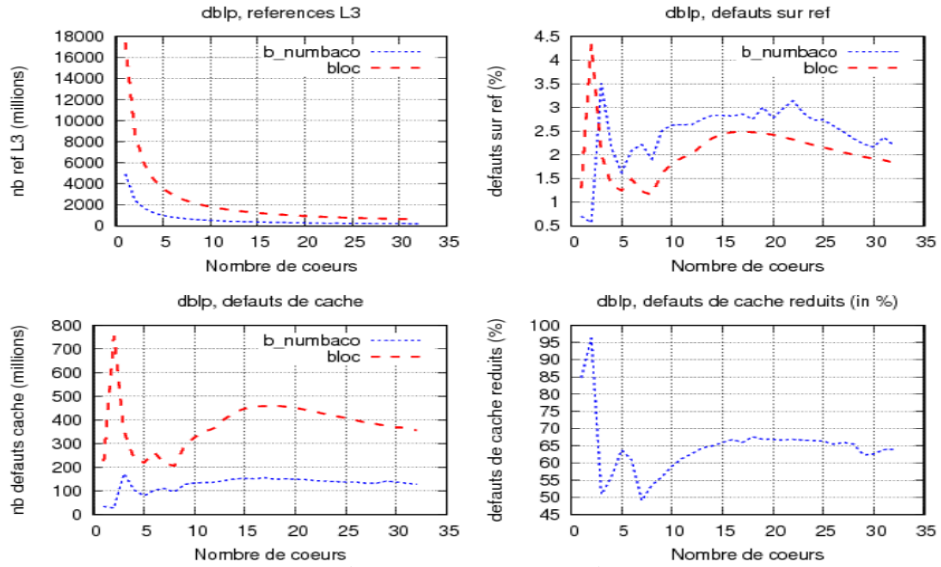 dblp, references L3
b_numbaco
bloc
nb ref L3 (millions)
18000
16000
14000
12000
10000
8000
6000
4000
2000
0
0 5 10 15 20 25 30 35
Nombre de coeurs
dblp, defauts sur ref
b_numbaco
bloc
defauts sur ref (%)
4.5
4
3.5
3
2.5
2
1.5
1
0.5
0 5 10 15 20 25 30 35
Nombre de coeurs
dblp, defauts de cache
b_numbaco
bloc
nb defauts cache (millions)
800
700
600
500
400
300
200
100
0
0 5 10 15 20 25 30 35
Nombre de coeurs
dblp, defauts de cache reduits (in %)
defauts de cache reduits (%)
100
95
90
85
80
75
70
65
60
55
50
45
0 5 10 15 20 25 30 35
Nombre de coeurs